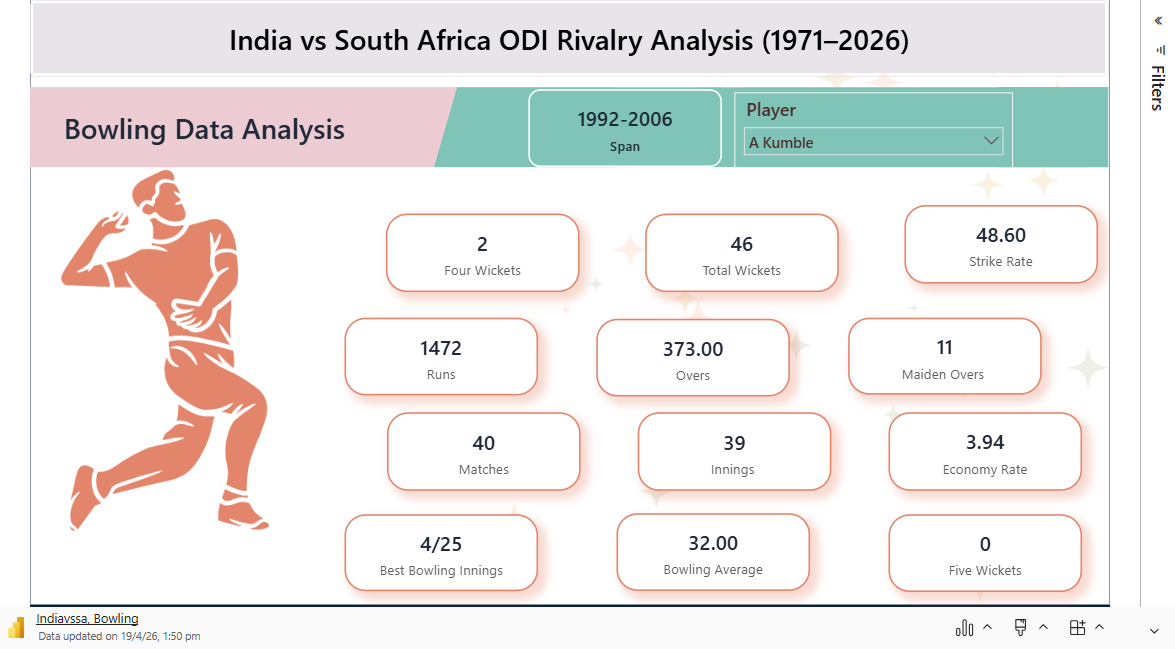 India vs South Africa ODI Rivalry Analysis (1971–2026)
Bowling Data Analysis
1992-2006
Span
Player
A Kumble
2
Four Wickets
46
Total Wickets
48.60
Strike Rate
1472
Runs
373.00
Overs
11
Maiden Overs
40
Matches
39
Innings
3.94
Economy Rate
4/25
Best Bowling Innings
32.00
Bowling Average
0
Five Wickets
Filters
Indiavssa, Bowling
Data updated on 19/4/26, 1:50 pm